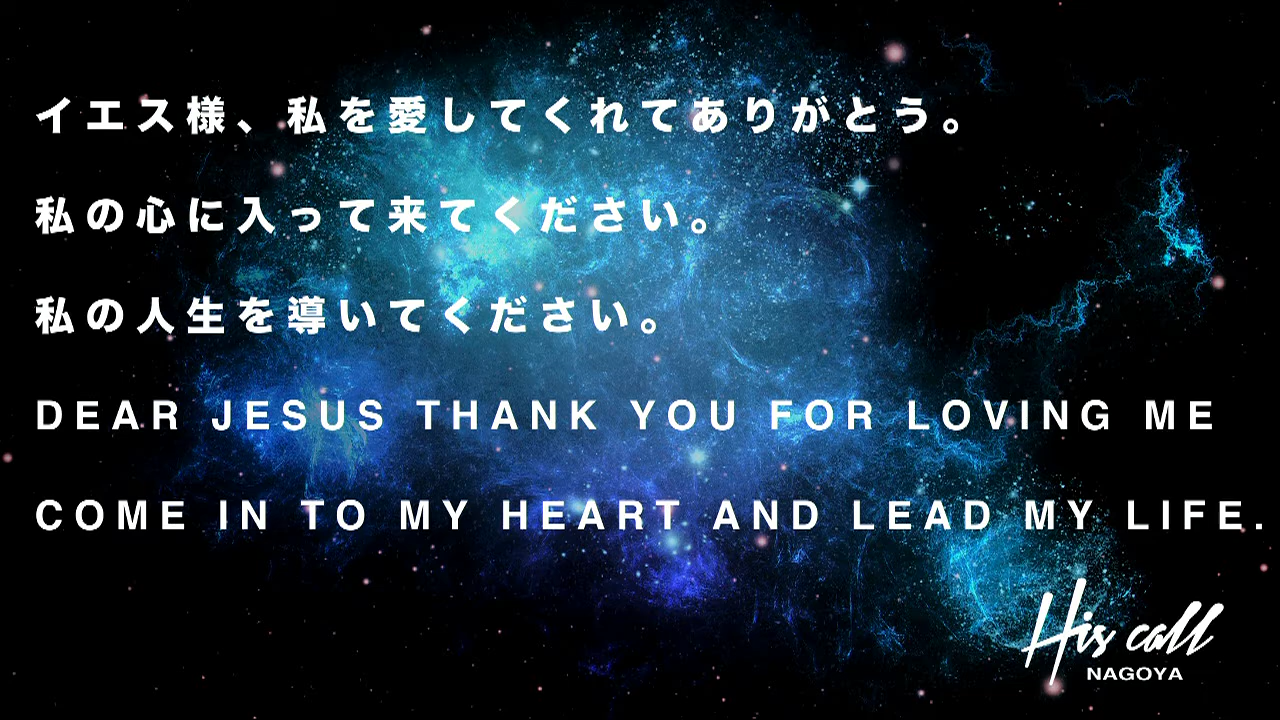 イエス様、私を愛してくれてありがとう。
私の心に入って来てください。
私の人生を導いてください。
DEAR JESUS THANK YOU FOR LOVING ME
COME IN TO MY HEART AND LEAD MY LIFE.
His call
NAGOYA